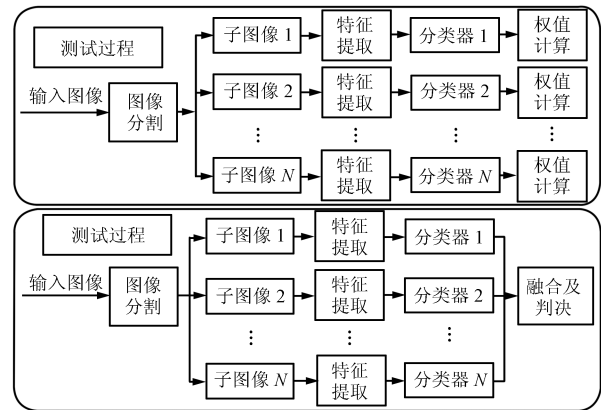 测试过程
输入图像
图像
分割
子图像 1
特征
提取
分类器 1
权值
计算
子图像 2
特征
提取
分类器 2
权值
计算
⋮
⋮
⋮
⋮
子图像 N
特征
提取
分类器 N
权值
计算
测试过程
输入图像
图像
分割
子图像 1
特征
提取
分类器 1
子图像 2
特征
提取
分类器 2
⋮
⋮
⋮
子图像 N
特征
提取
分类器 N
融合及
判决